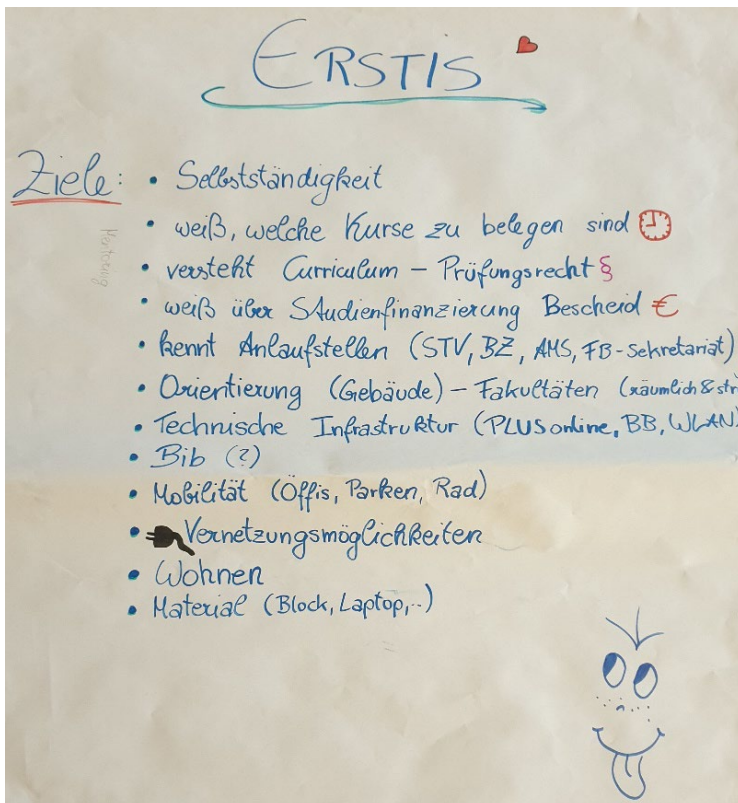 ERSTIS
Ziele: • Selbstständigkeit
• weiß, welche Kurse zu belegen sind
• versteht Curriculum – Prüfungsrecht §
• weiß über Studienfinanzierung Bescheid €
• kennt Anlaufstellen (STV, BZ, AMS, FB-Sekretariat)
• Orientierung (Gebäude) – Fakultäten (räumlich & str
• Technische Infrastruktur (PLUSonline, BB, WLAN)
• Bib (?)
• Mobilität (Öffis, Parken, Rad)
• Vernetzungsmöglichkeiten
• Wohnen
• Material (Block, Laptop,..)
Mentoring